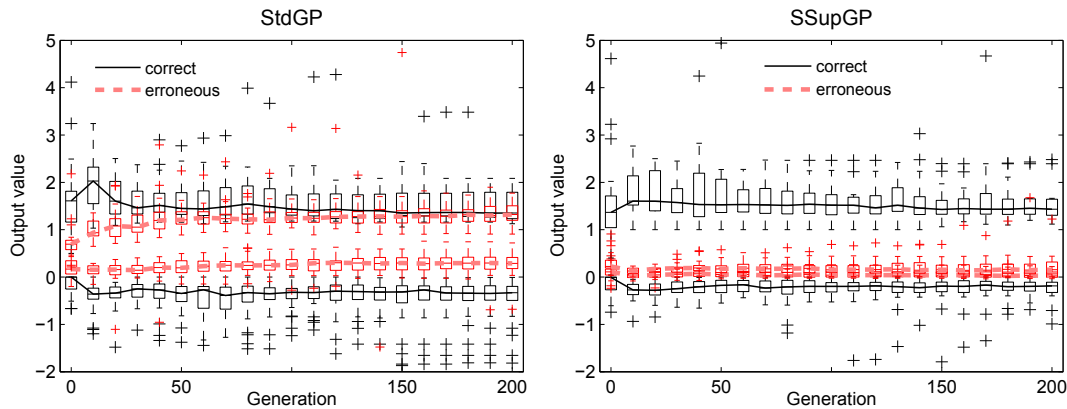 StdGP
5
4
3
2
1
0
−1
−2
0 50 100 150 200
Output value
Generation
correct
erroneous
SSupGP
5
4
3
2
1
0
−1
−2
0 50 100 150 200
Output value
Generation
correct
erroneous